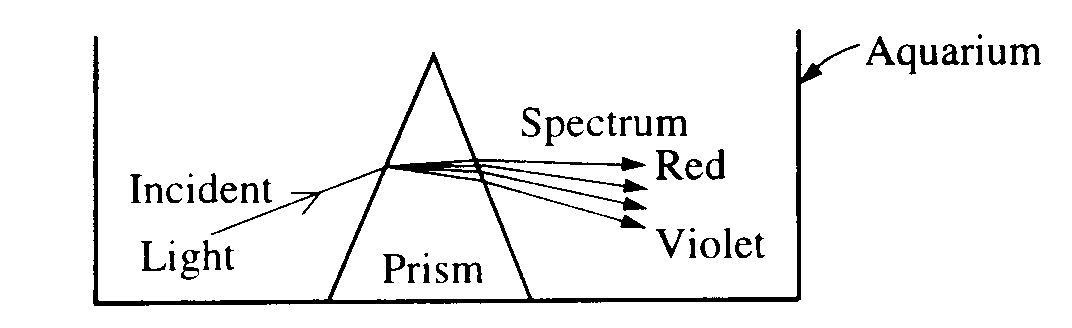 Aquarium
Spectrum
Red
Incident
Light
Violet
Prism